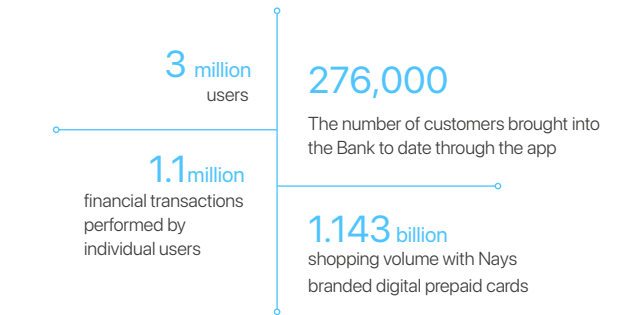 3 million
users
1.1million
financial transactions
performed by
individual users
276,000
The number of customers brought into
the Bank to date through the app
1.143 billion
shopping volume with Nays
branded digital prepaid cards